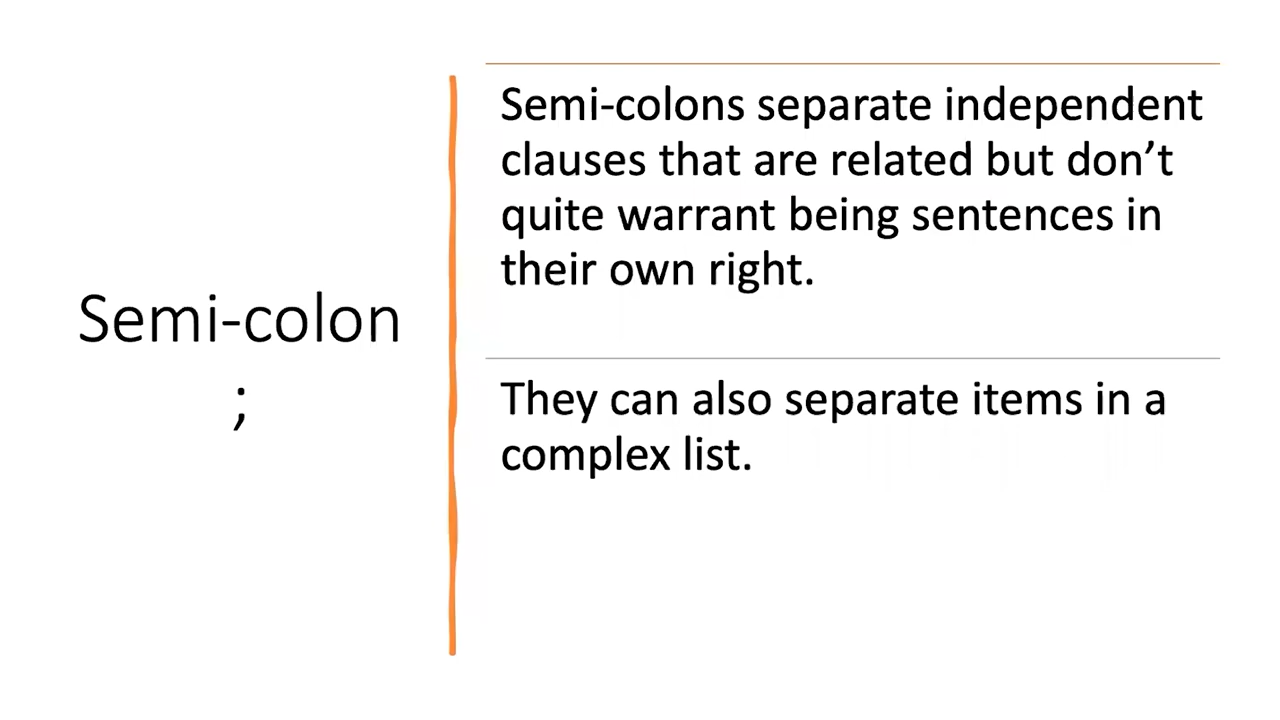 Semi-colon
;
Semi-colons separate independent
clauses that are related but don’t
quite warrant being sentences in
their own right.
They can also separate items in a
complex list.